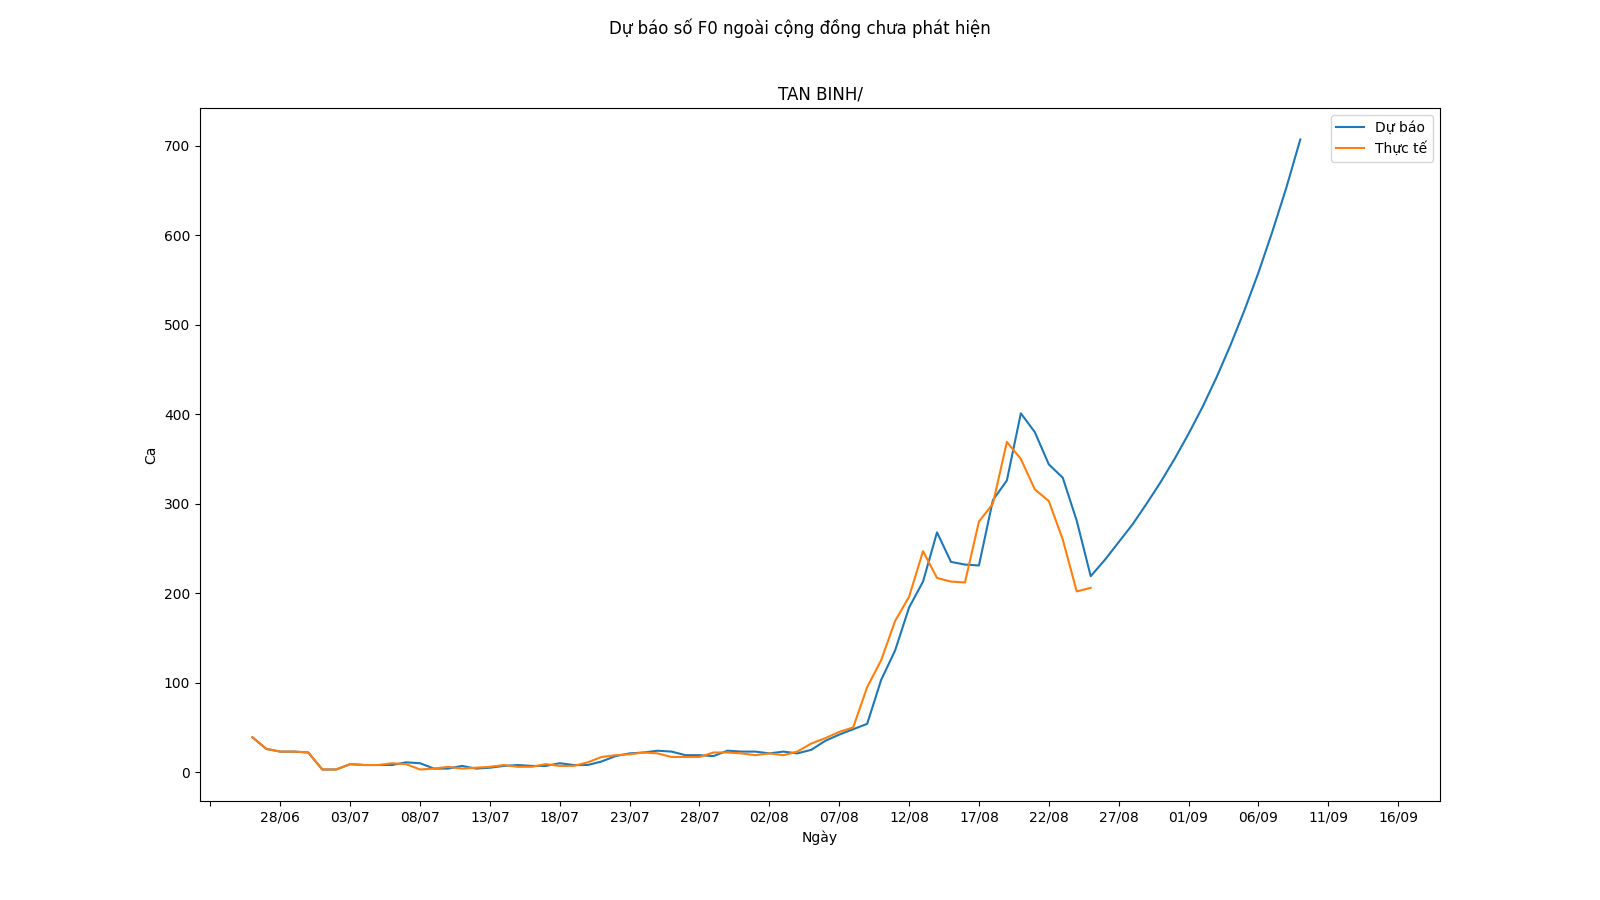 Dự báo số F0 ngoài cộng đồng chưa phát hiện
TAN BINH/
Dự báo
Thực tế
700
600
500
400
300
200
100
0
Ca
28/06 03/07 08/07 13/07 18/07 23/07 28/07 02/08 07/08 12/08 17/08 22/08 27/08 01/09 06/09 11/09 16/09
Ngày